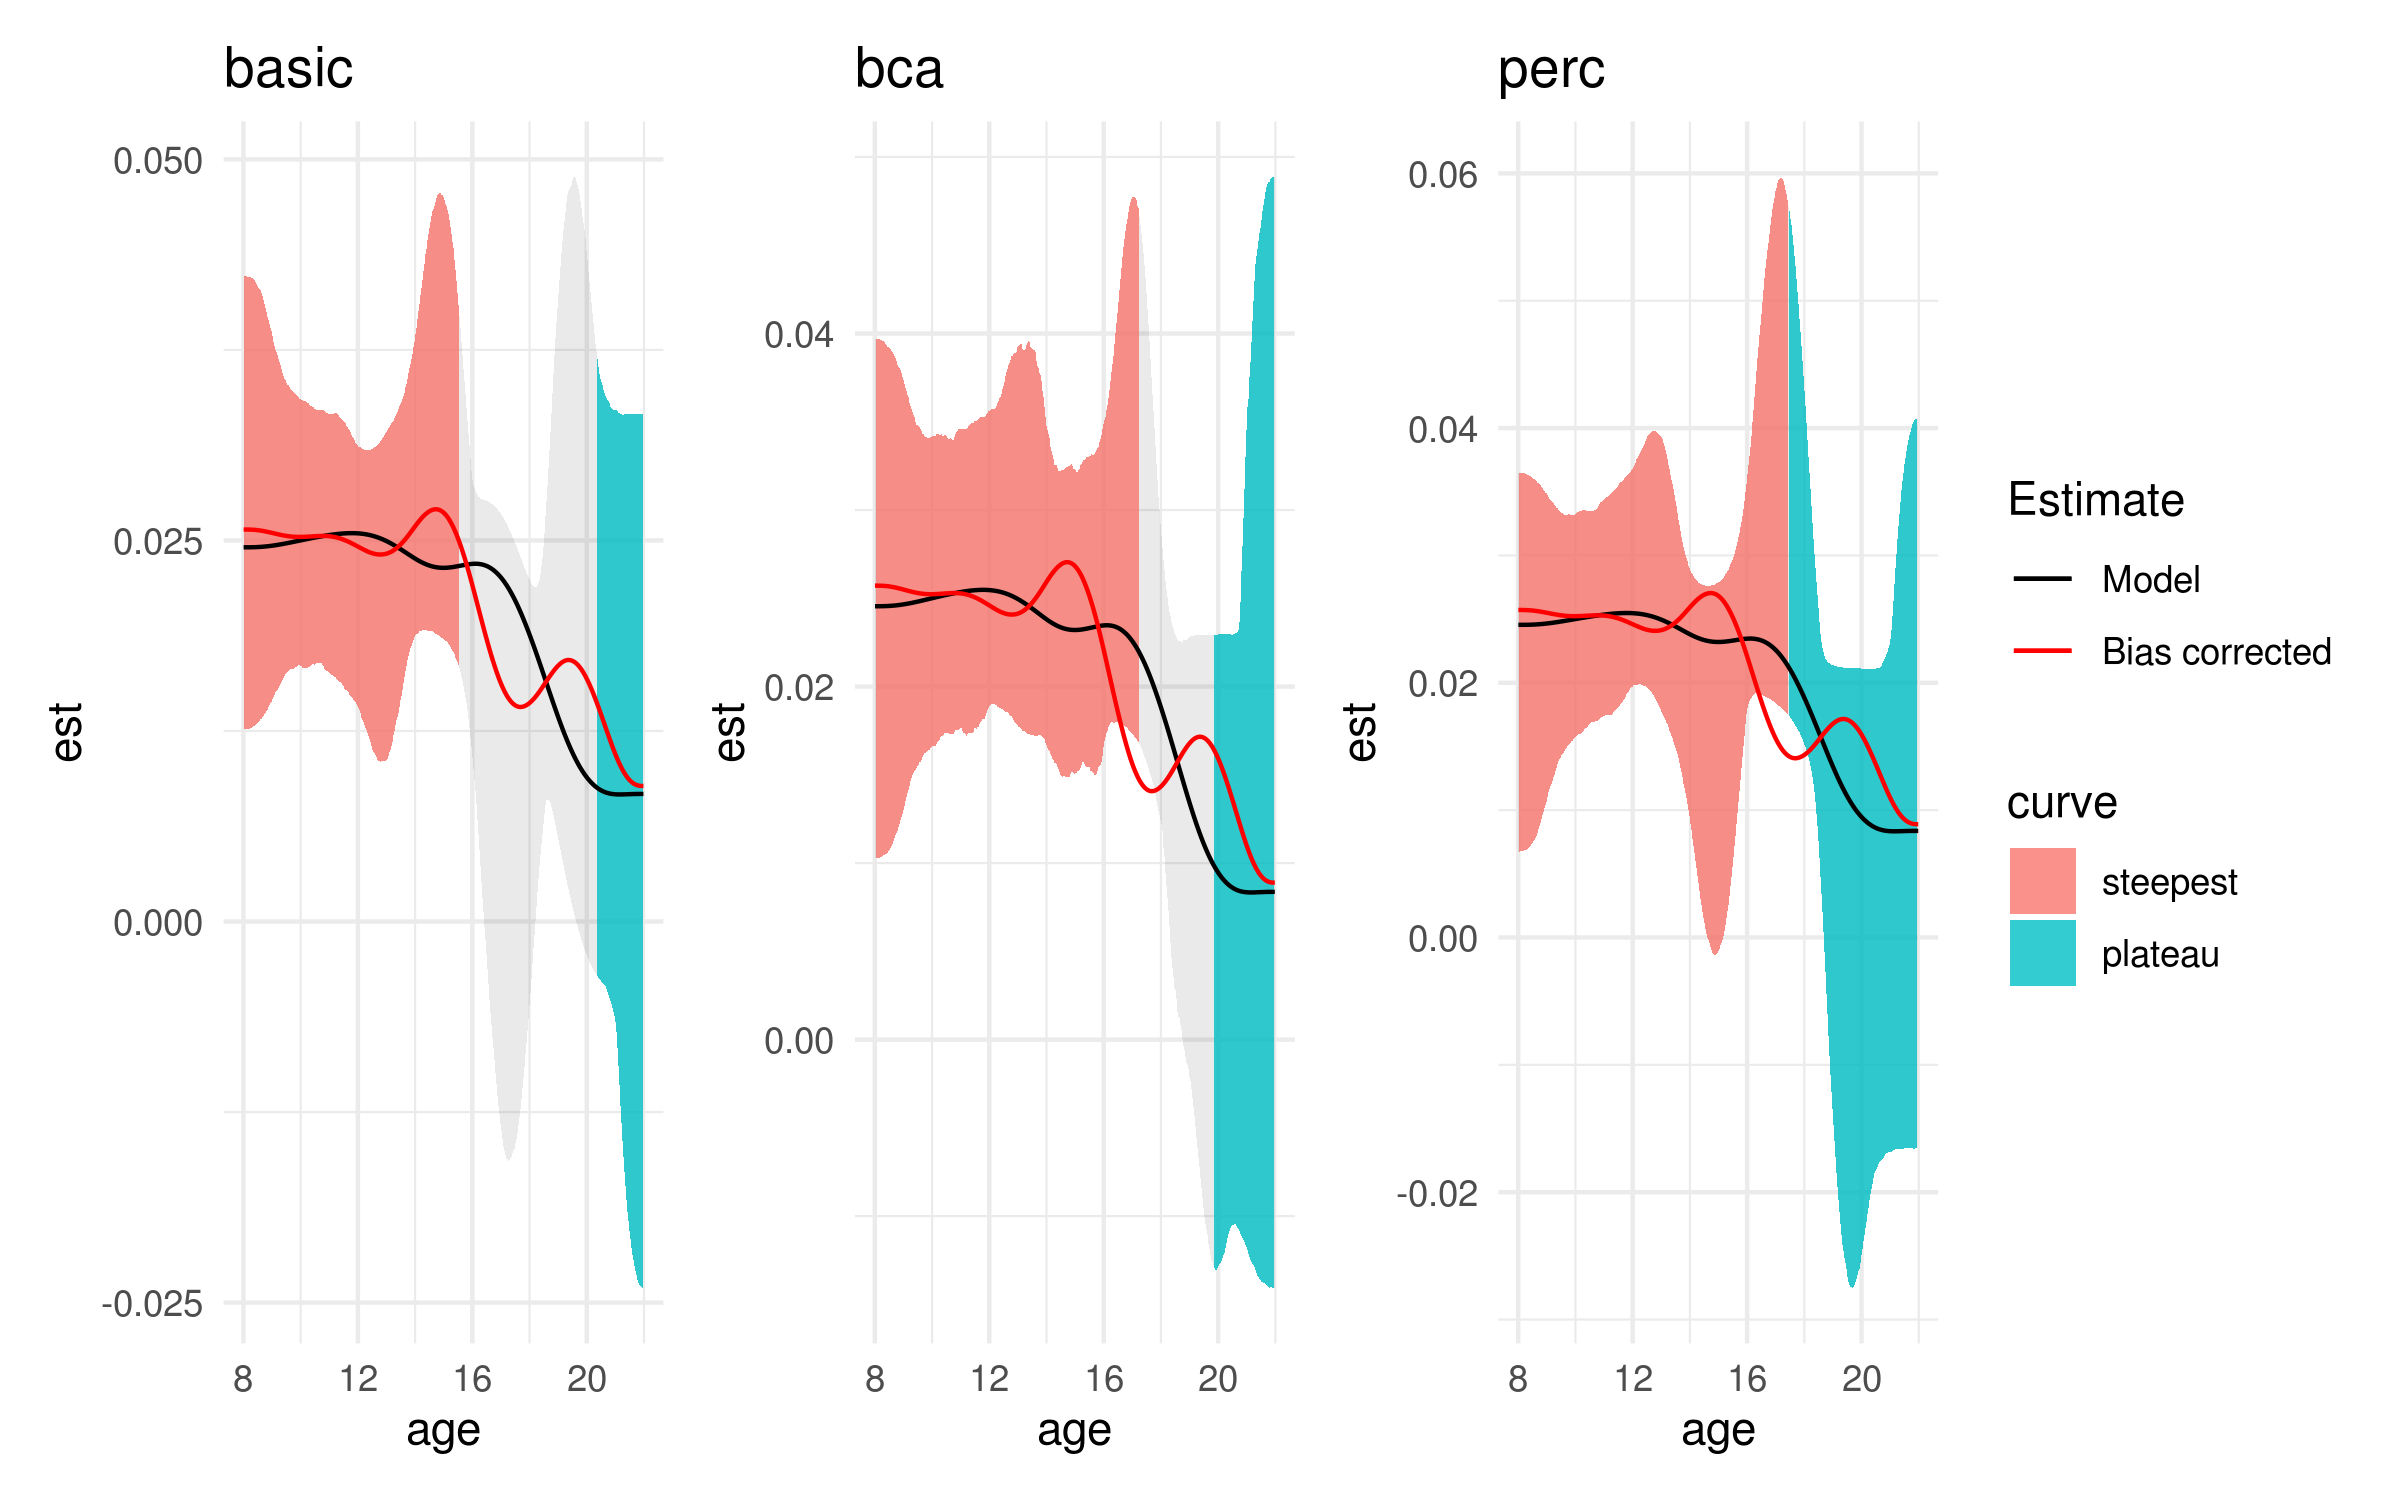 basic
bca
perc
0.050
0.025
0.000
-0.025
est
8 12 16 20
age
0.04
0.02
0.00
est
8 12 16 20
age
0.06
0.04
0.02
0.00
-0.02
est
8 12 16 20
age
Estimate
Model
Bias corrected
curve
steepest
plateau